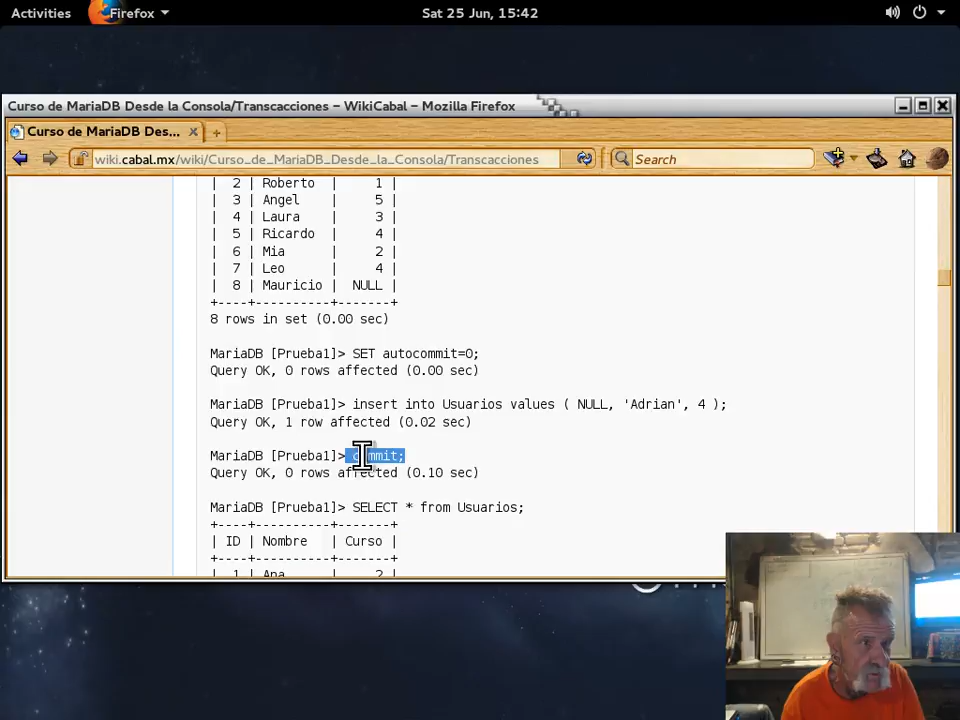 Activities Firefox Sat 25 Jun, 15:42
Curso de MariaDB Desde la Consola/Transcacciones – WikiCabal – Mozilla Firefox
Curso de MariaDB Des... × +
wiki.cabal.mx/wiki/Curso_de_MariaDB_Desde_la_Consola/Transcacciones Search
| 2 | Roberto | 1 |
| 3 | Angel | 5 |
| 4 | Laura | 3 |
| 5 | Ricardo | 4 |
| 6 | Mia | 2 |
| 7 | Leo | 4 |
| 8 | Mauricio | NULL |
+----+----------+-------+
8 rows in set (0.00 sec)
MariaDB [Prueba1]> SET autocommit=0;
Query OK, 0 rows affected (0.00 sec)
MariaDB [Prueba1]> insert into Usuarios values ( NULL, 'Adrian', 4 );
Query OK, 1 row affected (0.02 sec)
MariaDB [Prueba1]> commit;
Query OK, 0 rows affected (0.10 sec)
MariaDB [Prueba1]> SELECT * from Usuarios;
+----+----------+-------+
| ID | Nombre | Curso |
+----+----------+-------+
| 1 | Ana | 2 |